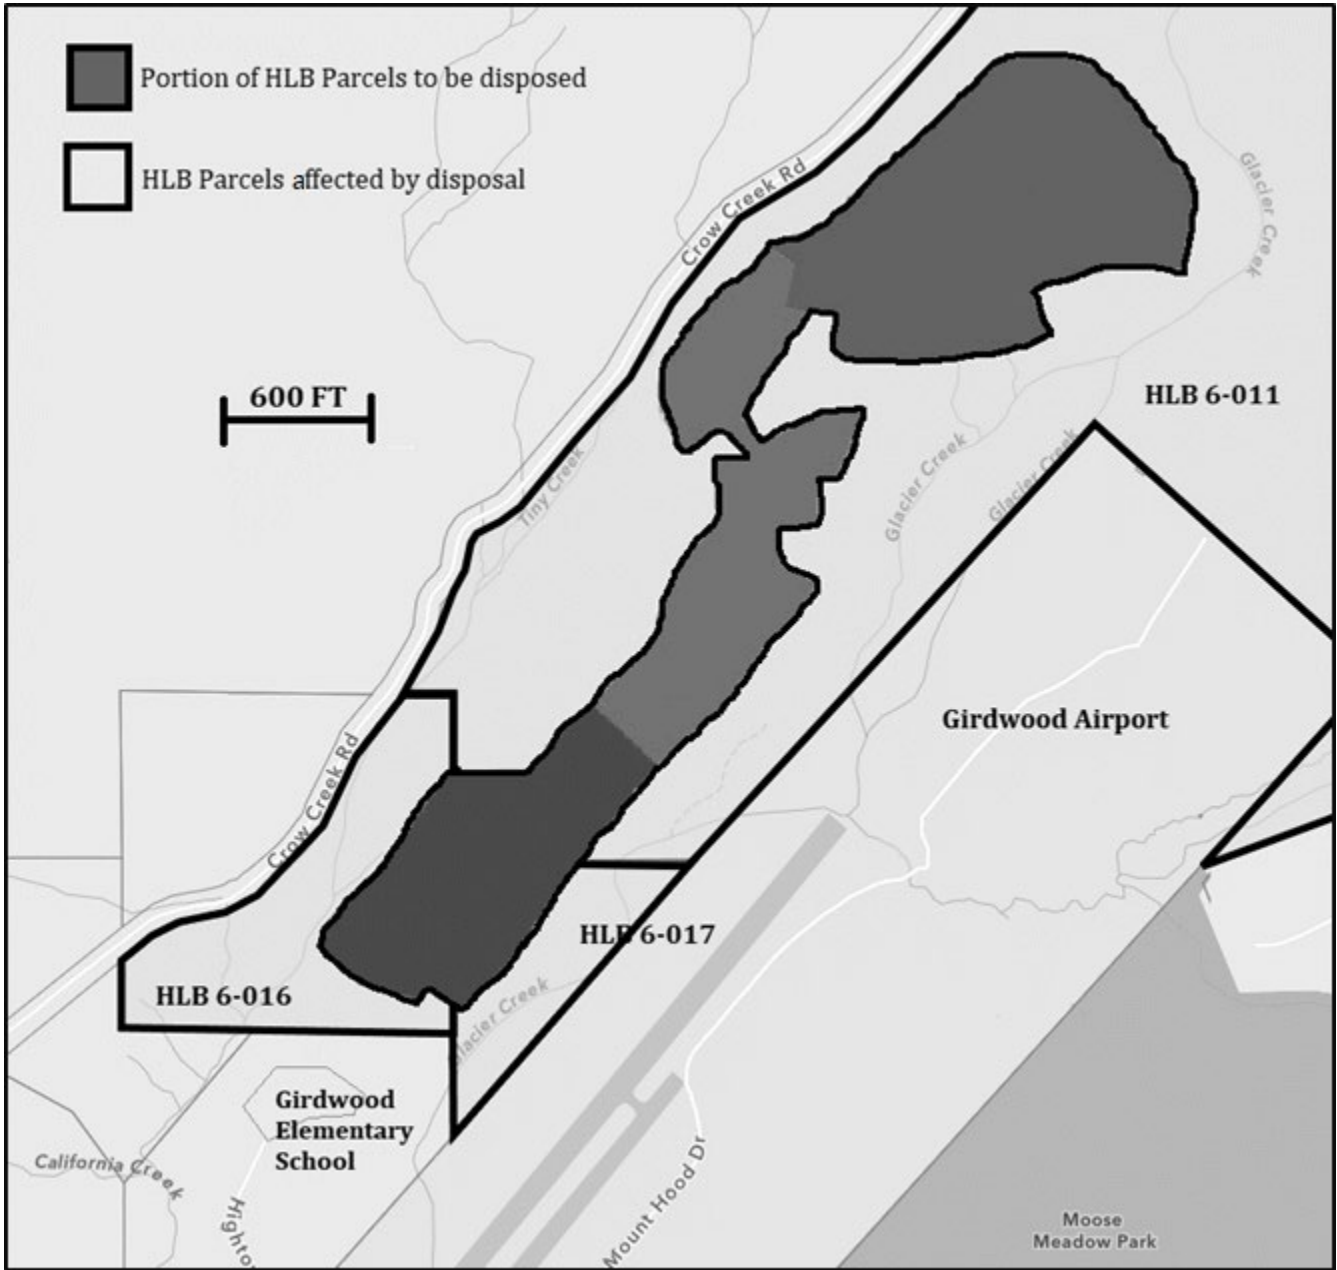 Portion of HLB Parcels to be disposed
HLB Parcels affected by disposal
Crow Creek Rd
Glacier Creek
600 FT
HLB 6-011
Tiny Creek
Glacier Creek
Glacier Creek
Girdwood Airport
Crow Creek Rd
HLB 6-017
HLB 6-016
Glacier Creek
Girdwood
Elementary
School
California Creek
Mount Hood Dr
Moose
Meadow Park